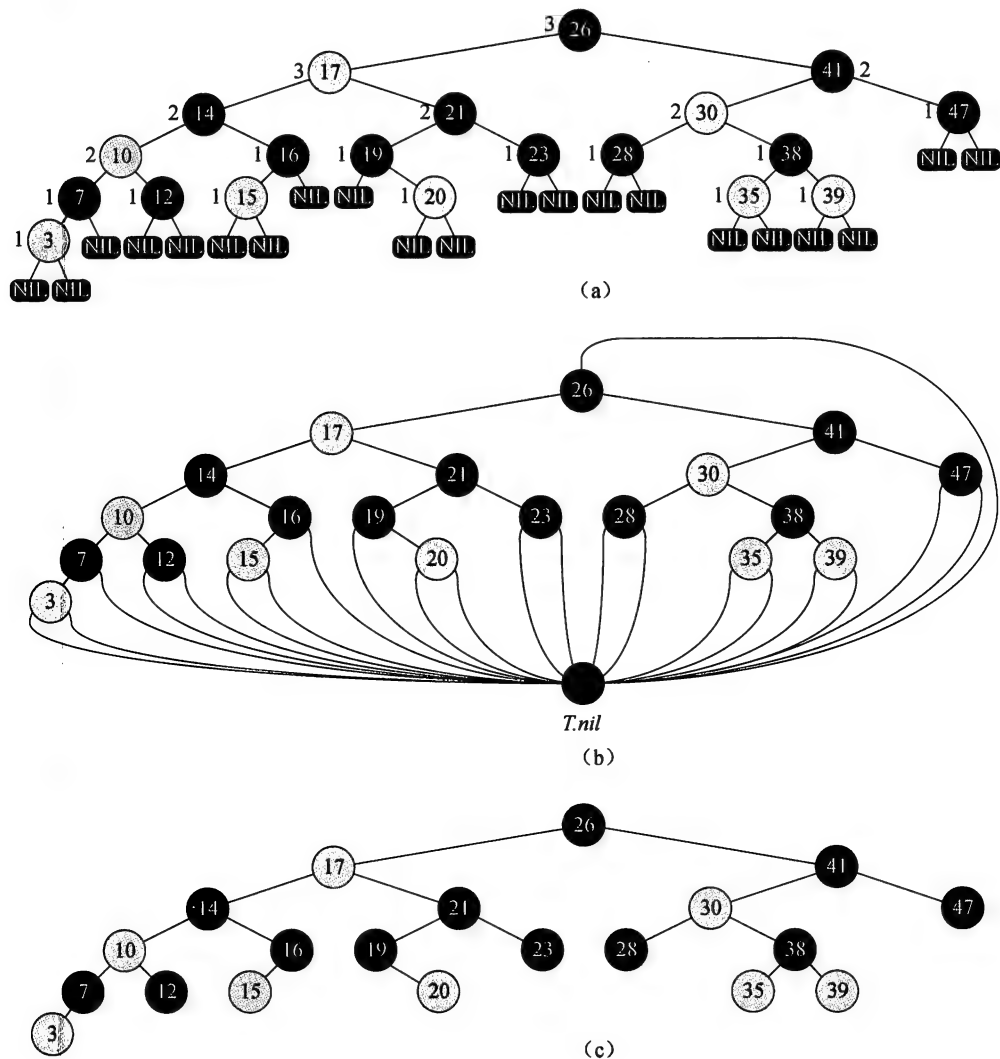 3 26
3 17 41 2
2 14 2 21 2 30 1 47
2 10 1 16 1 19 1 23 1 28 1 38 NIL NIL
1 7 1 12 1 15 NIL NIL 1 20 NIL NIL NIL NIL 1 35 1 39
1 3 NIL NIL NIL NIL NIL NIL NIL NIL NIL NIL NIL
NIL NIL
（a）
26
17 41
14 21 30 47
10 16 19 23 28 38
7 12 15 20 35 39
3
T.nil
（b）
26
17 41
14 21 30 47
10 16 19 23 28 38
7 12 15 20 35 39
3
（c）